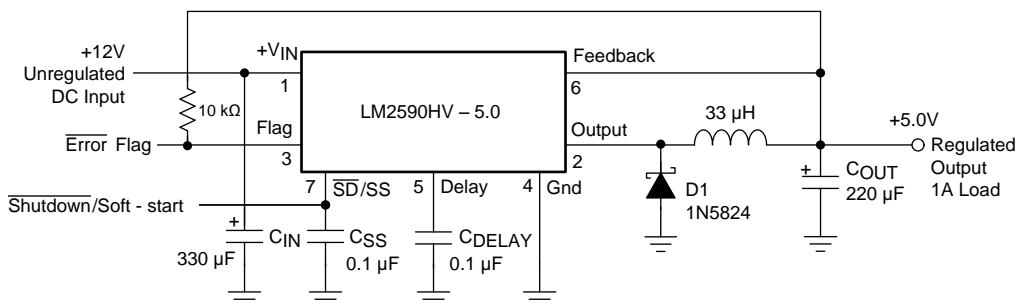 +12V
Unregulated
DC Input
+VIN
1
Feedback
6
LM2590HV – 5.0
10 kΩ
33 µH
Error Flag
Flag
3
Output
2
+5.0V
Regulated
Output
1A Load
7
SD/SS
5
Delay
4
Gnd
D1
1N5824
+
COUT
220 µF
Shutdown/Soft - start
+
CIN
330 µF
CSS
0.1 µF
CDELAY
0.1 µF